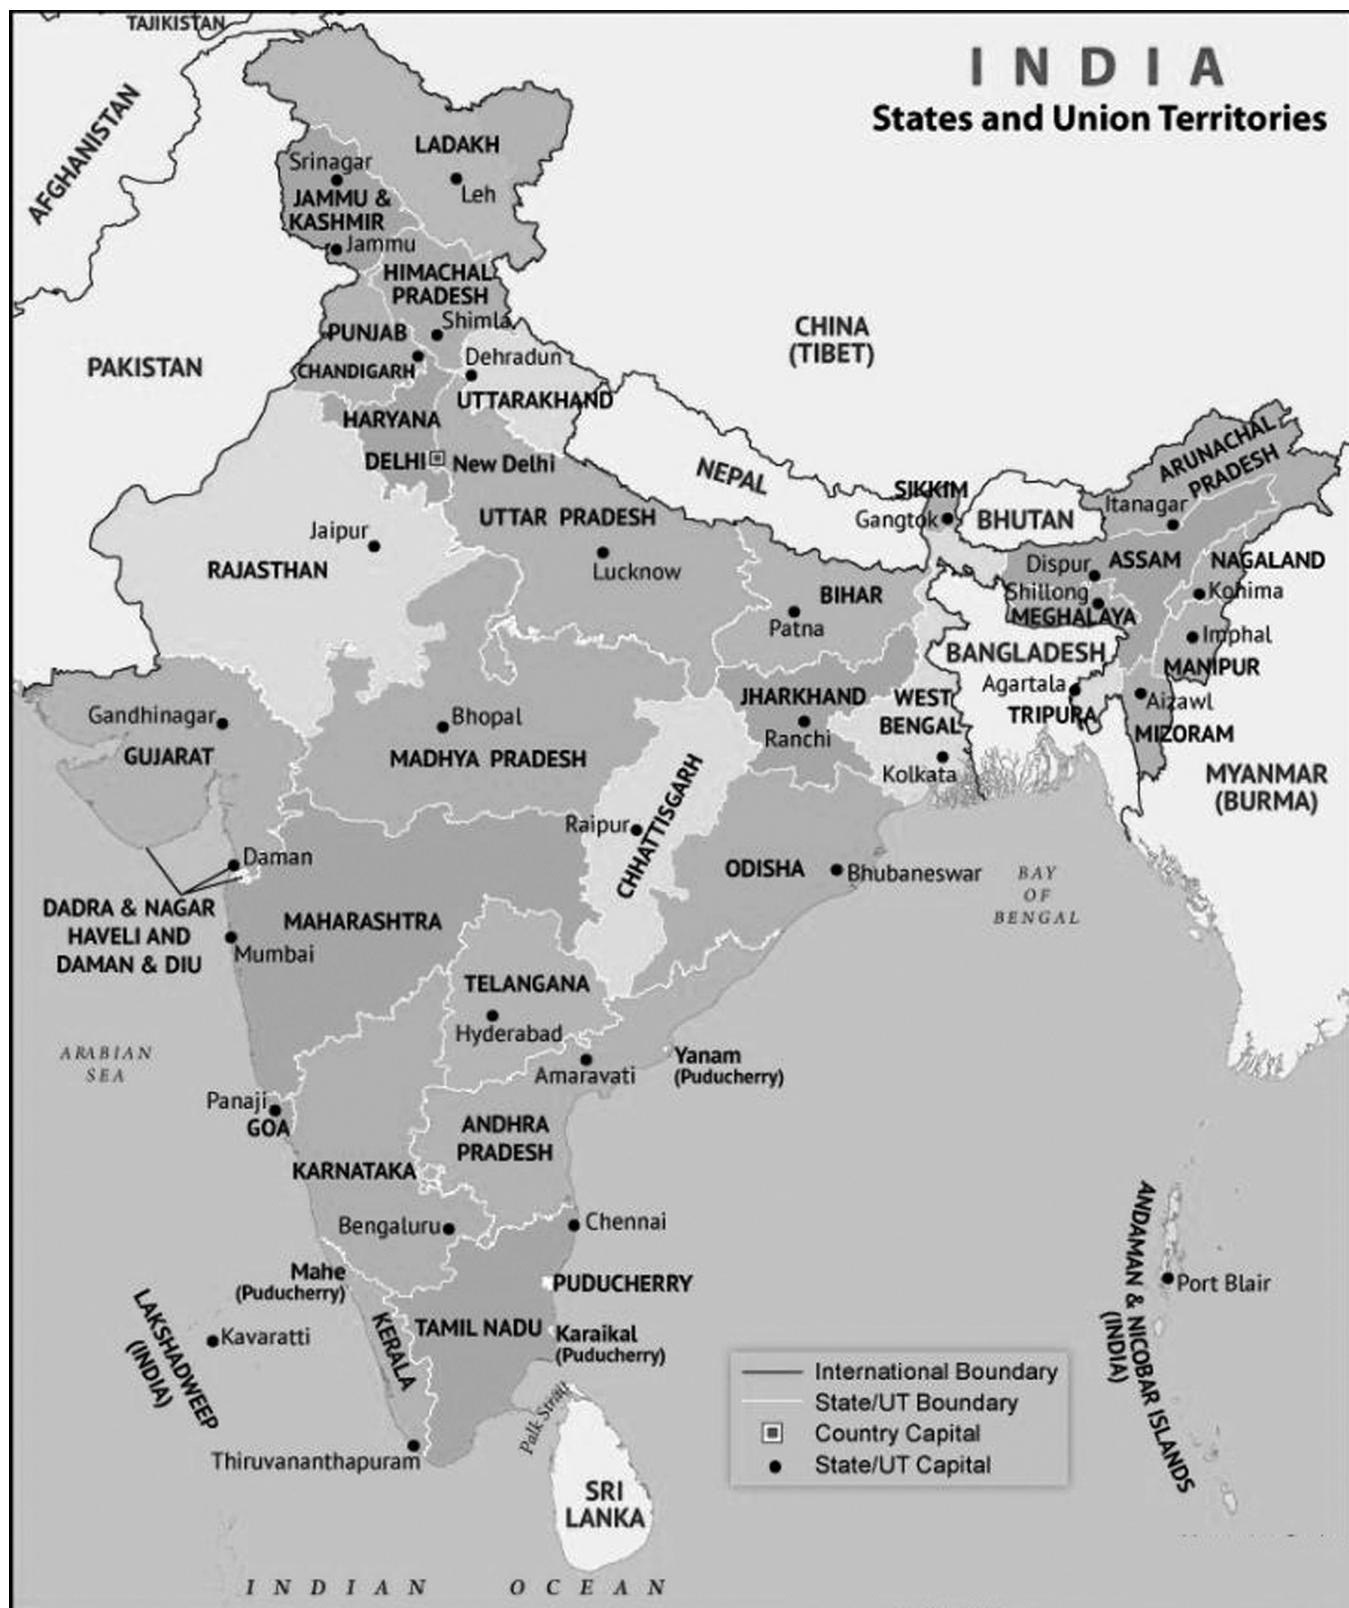 TAJIKISTAN
INDIA
States and Union Territories
AFGHANISTAN
LADAKH
Srinagar
Leh
JAMMU &
KASHMIR
Jammu
HIMACHAL
PRADESH
Shimla
PUNJAB
CHINA
(TIBET)
PAKISTAN
Dehradun
CHANDIGARH
UTTARAKHAND
HARYANA
DELHI
New Delhi
NEPAL
SIKKIM
Gangtok
BHUTAN
ARUNACHAL
PRADESH
Itanagar
UTTAR PRADESH
Jaipur
RAJASTHAN
Lucknow
Dispur
ASSAM
NAGALAND
Shillong
Kohima
MEGHALAYA
BIHAR
Patna
Imphal
BANGLADESH
MANIPUR
Agartala
Aizawl
TRIPURA
MIZORAM
JHARKHAND
Ranchi
WEST
BENGAL
Kolkata
Gandhinagar
GUJARAT
Bhopal
MADHYA PRADESH
MYANMAR
(BURMA)
Raipur
CHHATTISGARH
ODISHA
Bhubaneswar
BAY
OF
BENGAL
Daman
DADRA & NAGAR
HAVELI AND
DAMAN & DIU
MAHARASHTRA
Mumbai
TELANGANA
Hyderabad
ARABIAN
SEA
Amaravati
Yanam
(Puducherry)
Panaji
GOA
ANDHRA
PRADESH
KARNATAKA
Bengaluru
Chennai
Mahe
(Puducherry)
PUDUCHERRY
LAKSHADWEEP
(INDIA)
Kavaratti
KERALA
TAMIL NADU
Karaikal
(Puducherry)
ANDAMAN & NICOBAR ISLANDS
(INDIA)
Port Blair
Palk Strait
Thiruvananthapuram
SRI
LANKA
International Boundary
State/UT Boundary
Country Capital
State/UT Capital
INDIAN OCEAN